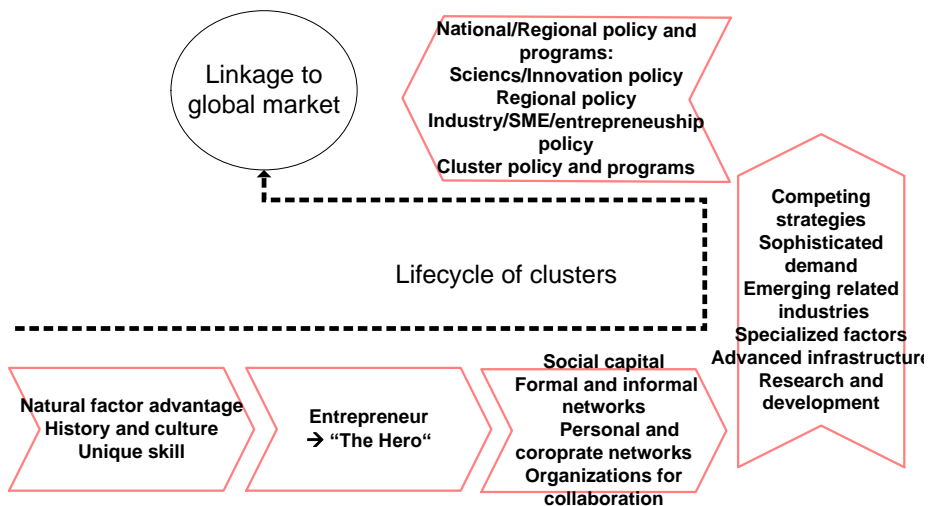 Linkage to
global market
National/Regional policy and
programs:
Sciencs/Innovation policy
Regional policy
Industry/SME/entrepreneuship
policy
Cluster policy and programs
Competing
strategies
Sophisticated
demand
Emerging related
industries
Specialized factors
Advanced infrastructure
Research and
development
Lifecycle of clusters
Natural factor advantage
History and culture
Unique skill
Entrepreneur
→ “The Hero“
Social capital
Formal and informal
networks
Personal and
coroprate networks
Organizations for
collaboration